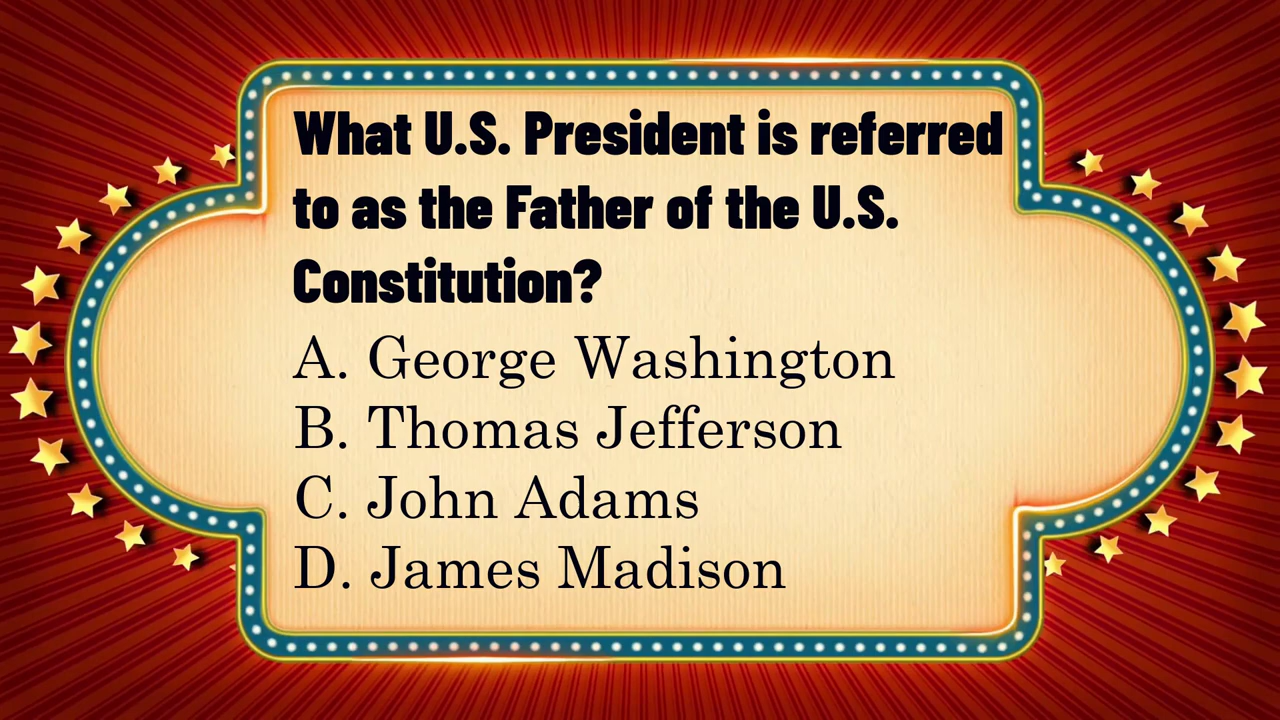 What U.S. President is referred
to as the Father of the U.S.
Constitution?
A. George Washington
B. Thomas Jefferson
C. John Adams
D. James Madison